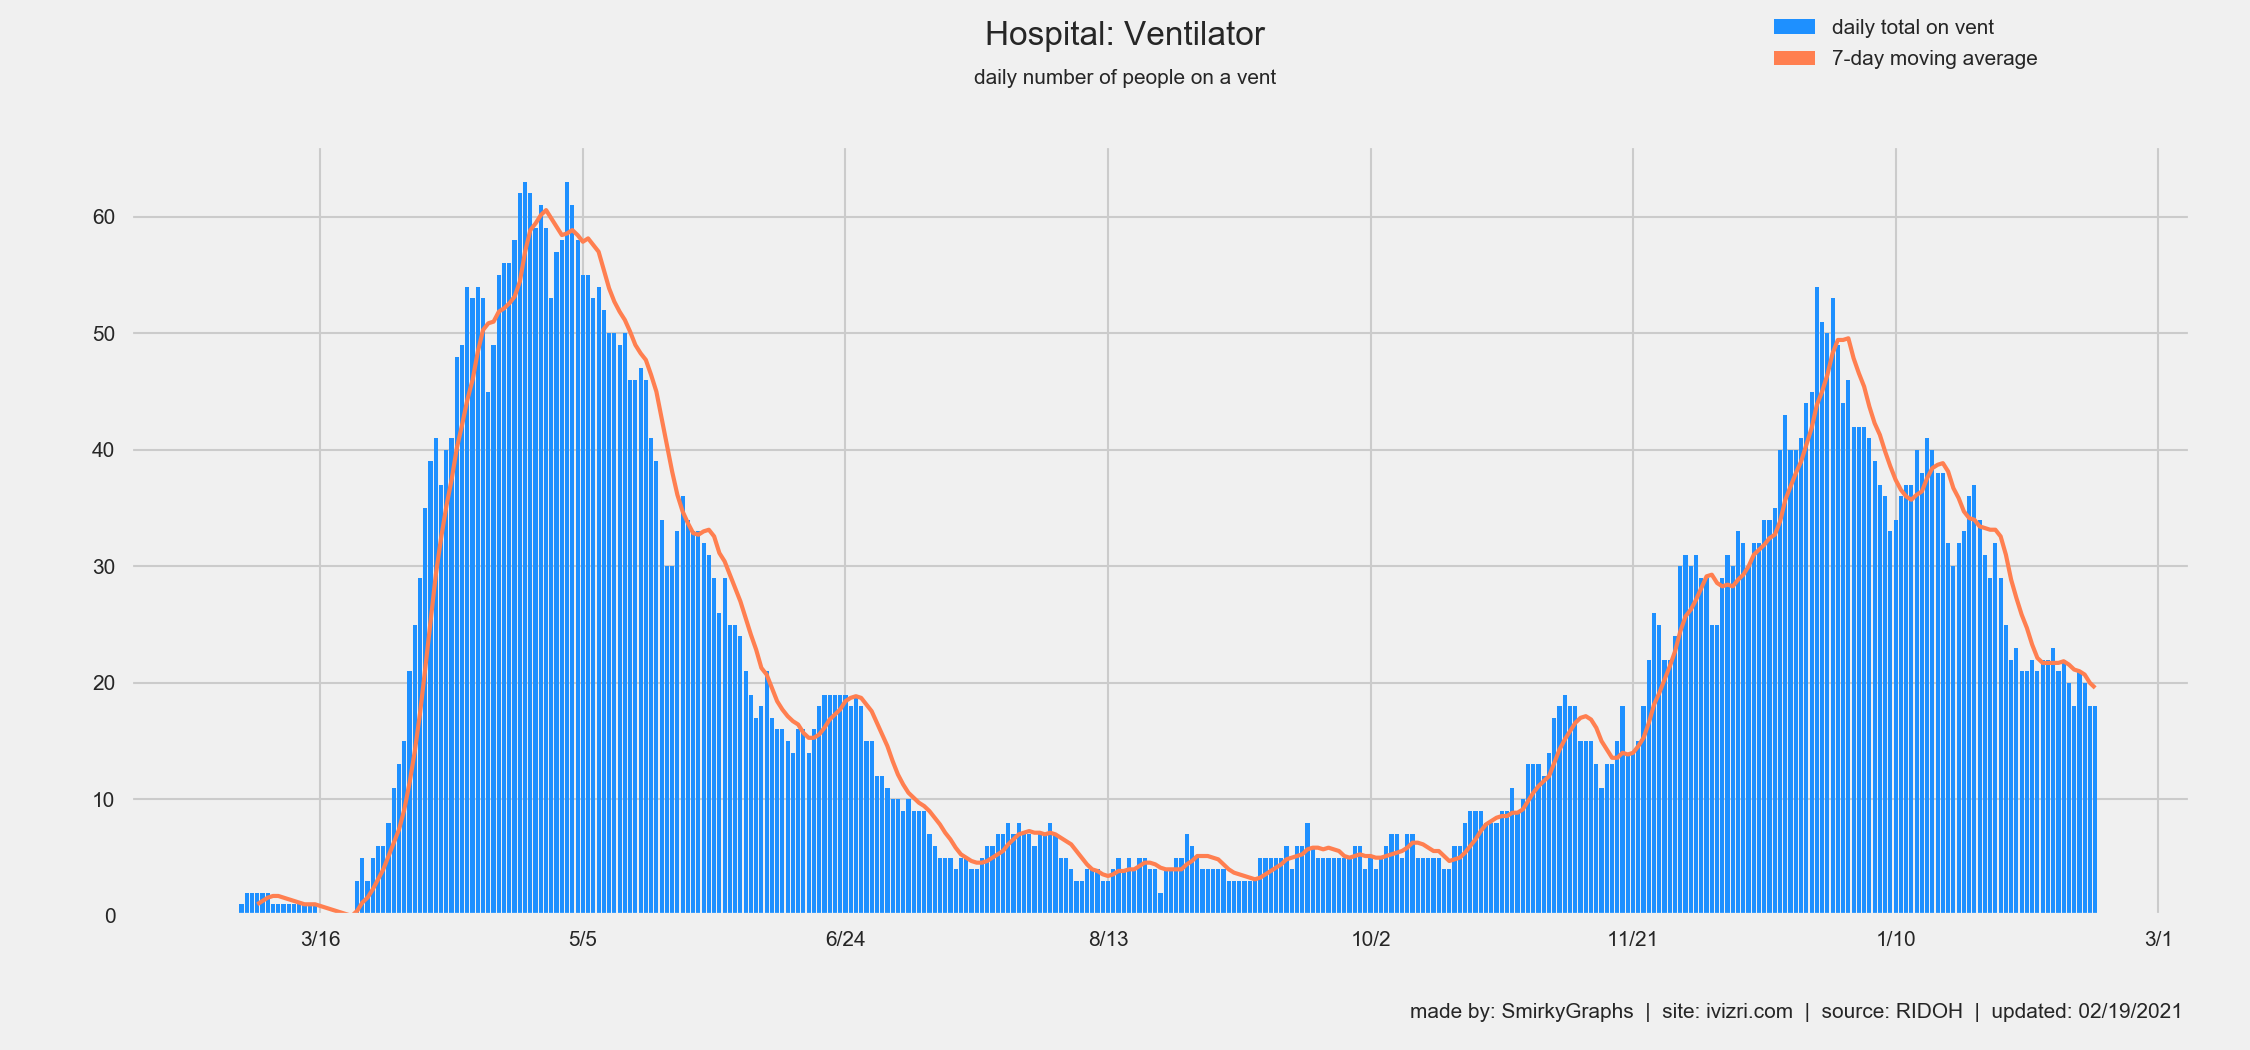 Hospital: Ventilator
daily number of people on a vent
daily total on vent
7-day moving average
60
50
40
30
20
10
0
3/16 5/5 6/24 8/13 10/2 11/21 1/10 3/1
made by: SmirkyGraphs | site: ivizri.com | source: RIDOH | updated: 02/19/2021